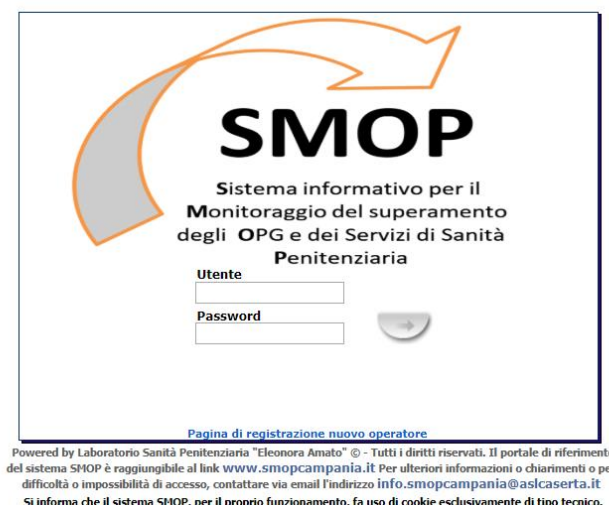 SMOP
Sistema informativo per il
Monitoraggio del superamento
degli OPG e dei Servizi di Sanità
Penitenziaria
Utente
Password
Pagina di registrazione nuovo operatore
Powered by Laboratorio Sanità Penitenziaria "Eleonora Amato" © - Tutti i diritti riservati. Il portale di riferimento
del sistema SMOP è raggiungibile al link www.smopcampania.it Per ulteriori informazioni o chiarimenti o pe
difficoltà o impossibilità di accesso, contattare via email l'indirizzo info.smopcampania@aslcaserta.it
Si informa che il sistema SMOP, per il proprio funzionamento, fa uso di cookie esclusivamente di tipo tecnico.